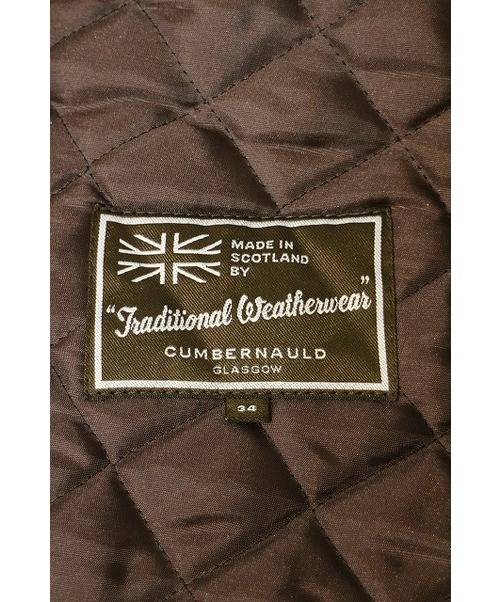 MADE IN
SCOTLAND
BY
"Traditional Weatherwear"
CUMBERNAULD
GLASGOW
34